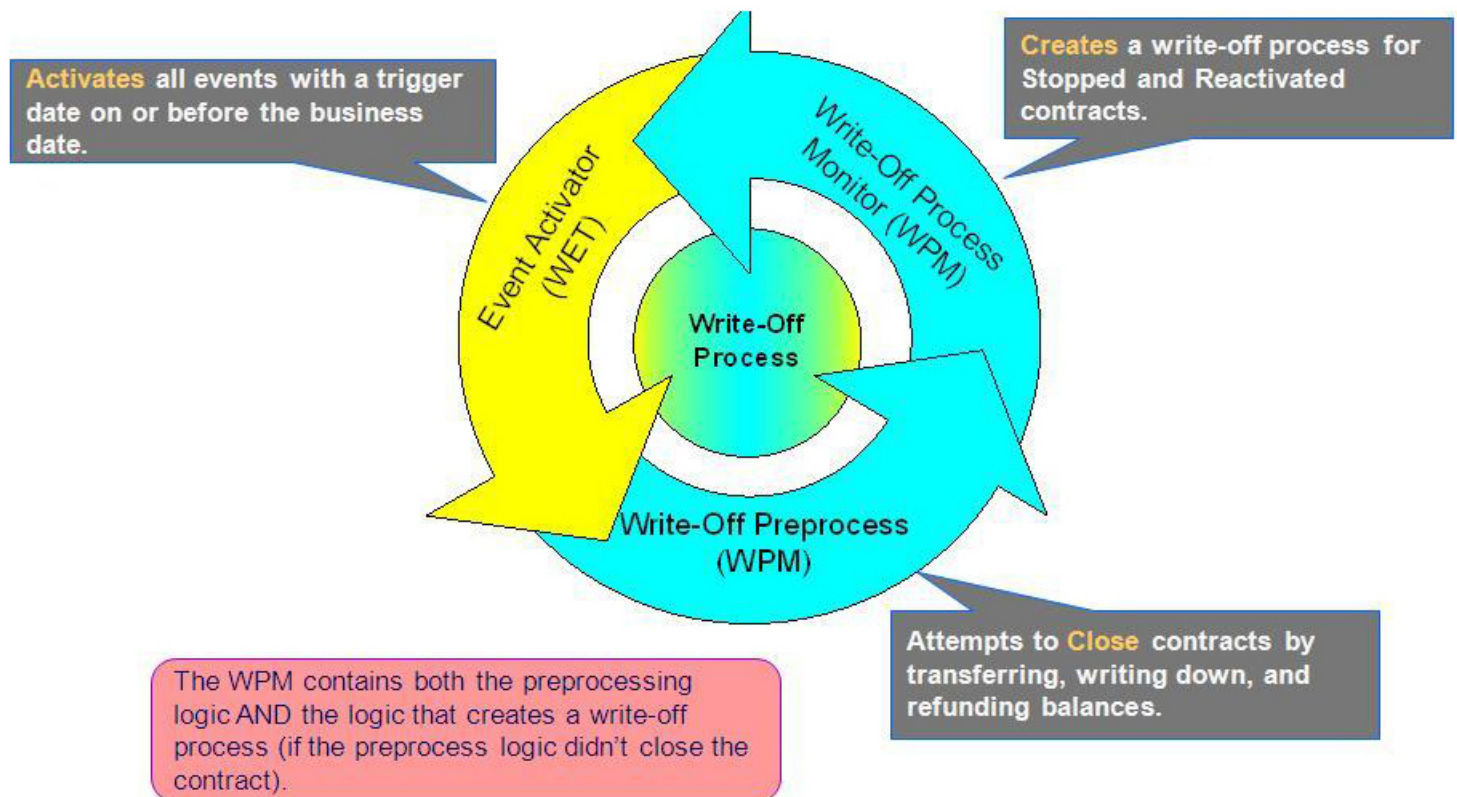 Activates all events with a trigger
date on or before the business
date.
Creates a write-off process for
Stopped and Reactivated
contracts.
Event Activator
(WET)
Write-Off Process
Monitor (WPM)
Write-Off
Process
Write-Off Preprocess
(WPM)
Attempts to Close contracts by
transferring, writing down, and
refunding balances.
The WPM contains both the preprocessing
logic AND the logic that creates a write-off
process (if the preprocess logic didn't close the
contract).